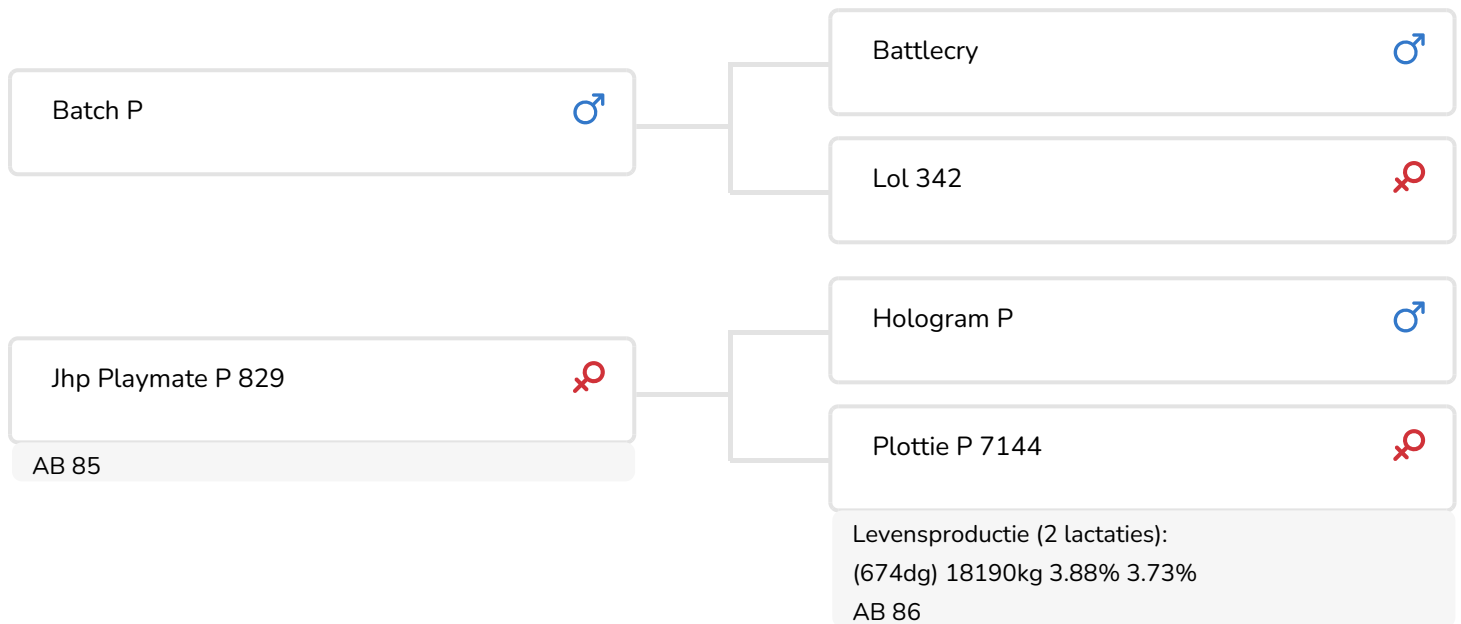 Batch P
Battlecry
Lol 342
Jhp Playmate P 829
AB 85
Hologram P
Plottie P 7144
Levensproductie (2 lactaties):
(674dg) 18190kg 3.88% 3.73%
AB 86